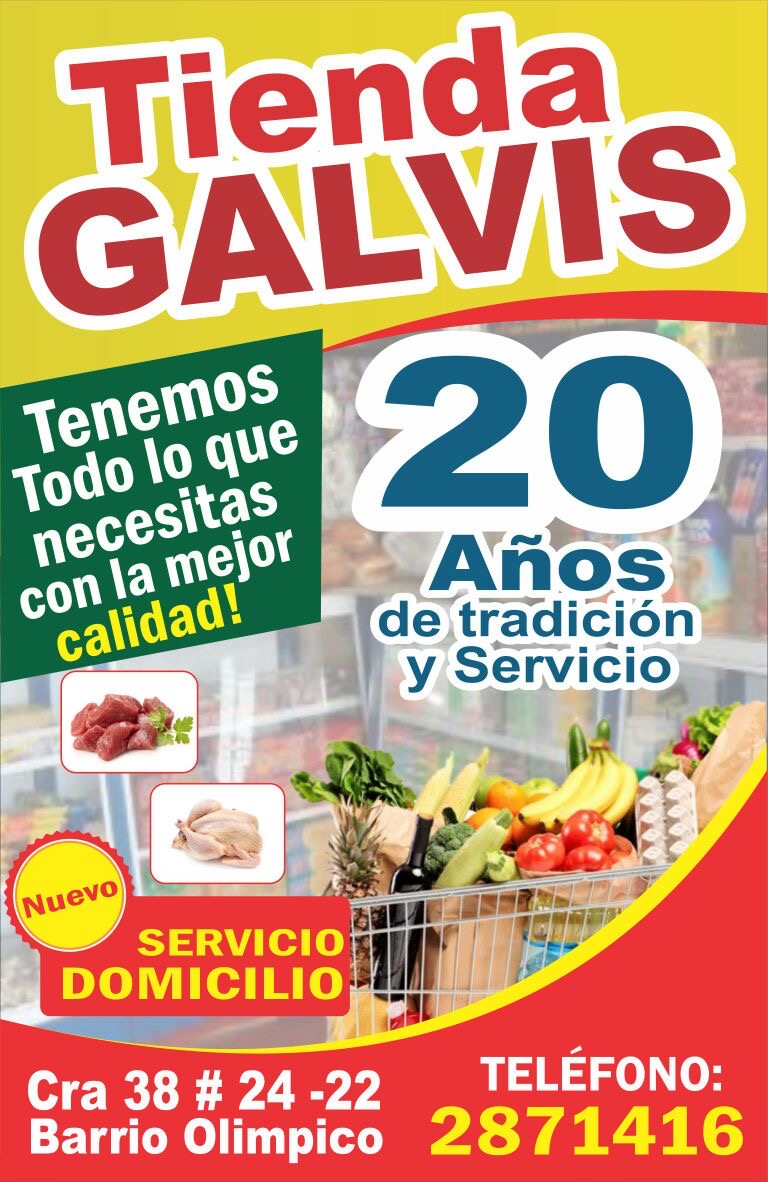 Tienda
GALVIS
Tenemos
Todo lo que
necesitas
con la mejor
calidad!
20
Años
de tradición
y Servicio
Nuevo
SERVICIO
DOMICILIO
Cra 38 # 24 -22
Barrio Olimpico
TELÉFONO:
2871416